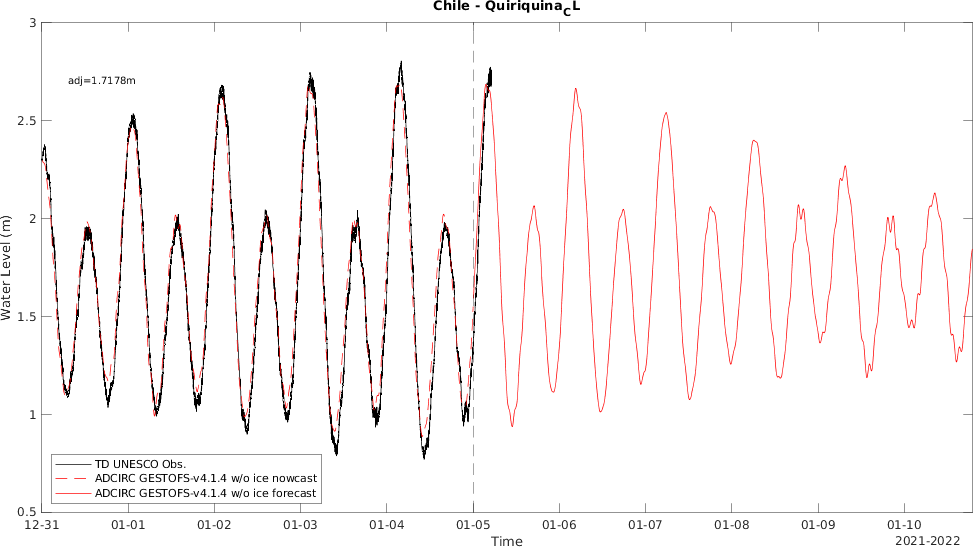 Chile - Quiriquina_CL
adj=1.7178m
3
2.5
2
1.5
1
0.5
Water Level (m)
TD UNESCO Obs.
ADCIRC GESTOFS-v4.1.4 w/o ice nowcast
ADCIRC GESTOFS-v4.1.4 w/o ice forecast
12-31 01-01 01-02 01-03 01-04 01-05 01-06 01-07 01-08 01-09 01-10
Time
2021-2022